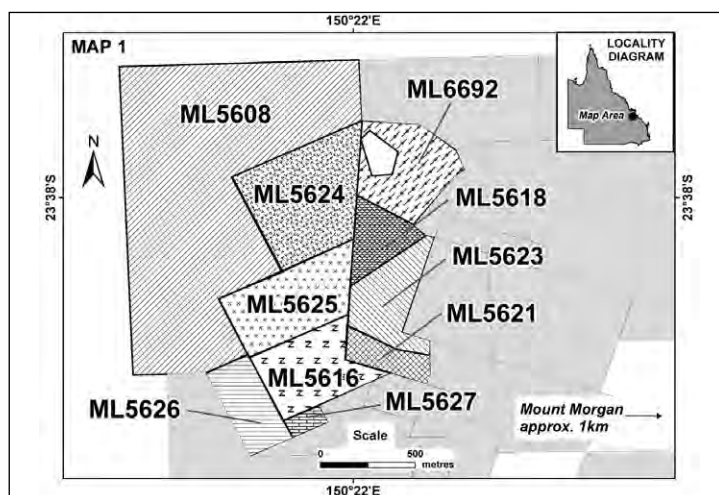 150°22'E
MAP 1
LOCALITY
DIAGRAM
Map Area
ML6692
ML5608
N
23°38'S
23°38'S
ML5624
ML5618
ML5623
ML5625
ML5621
ML5616
ML5626
ML5627
Mount Morgan
approx. 1km
Scale
0 500
metres
150°22'E